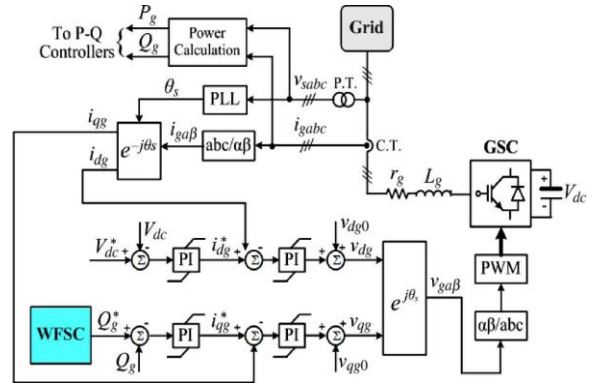 P_g
To P-Q
Controllers
Q_g
Power
Calculation
Grid
v_sabc
P.T.
θ_s
PLL
i_qg
i_dg
e^{-jθs}
i_gaβ
abc/αβ
i_gabc
C.T.
r_g
L_g
GSC
+
-
V_dc
V_dc
V_dc^*
+
-
Σ
PI
i_dg^*
+
-
Σ
PI
v_dg0
+
+
Σ
v_dg
e^{jθs}
v_gaβ
PWM
αβ/abc
WFSC
Q_g^*
+
-
Σ
Q_g
PI
i_qg^*
+
-
Σ
PI
+
+
Σ
v_qg
v_qg0